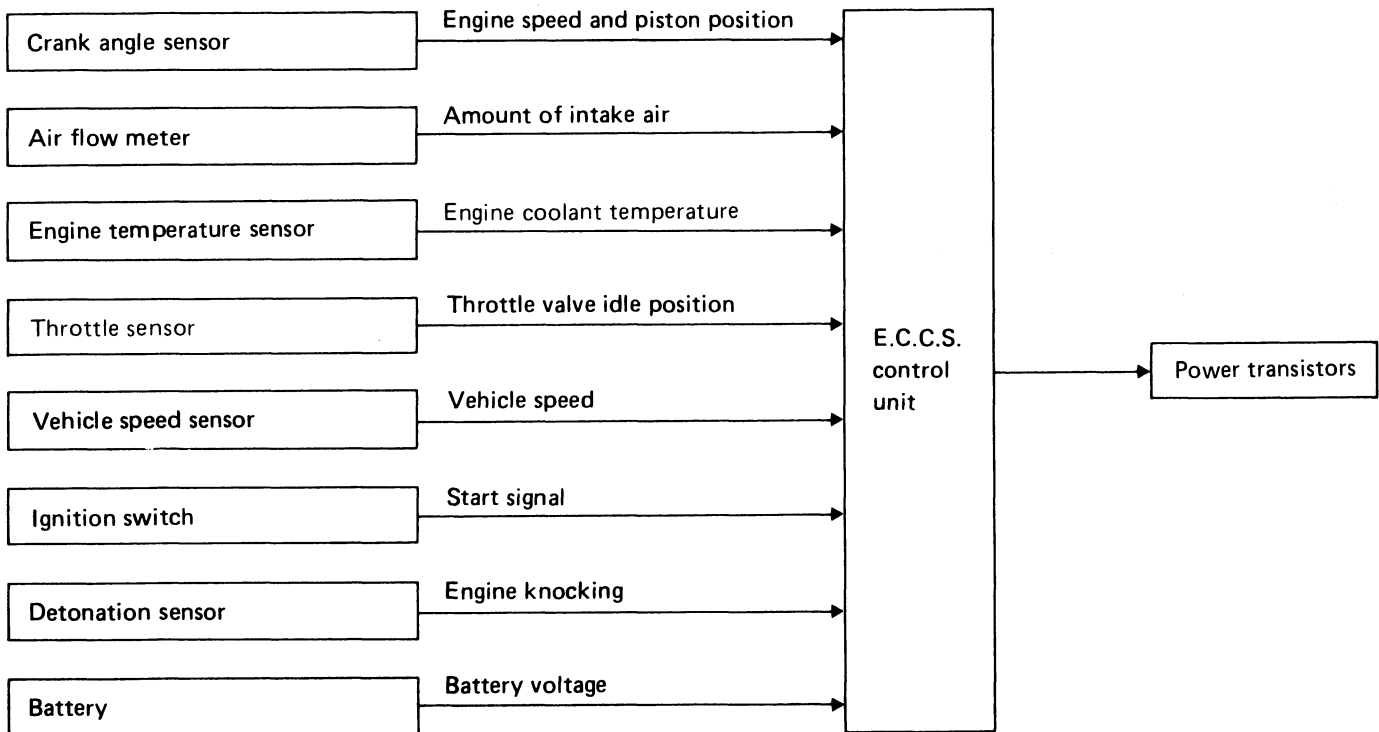 Engine speed and piston position
Crank angle sensor
Amount of intake air
Air flow meter
Engine coolant temperature
Engine temperature sensor
Throttle valve idle position
Throttle sensor
E.C.C.S.
control
unit
Power transistors
Vehicle speed
Vehicle speed sensor
Start signal
Ignition switch
Engine knocking
Detonation sensor
Battery voltage
Battery